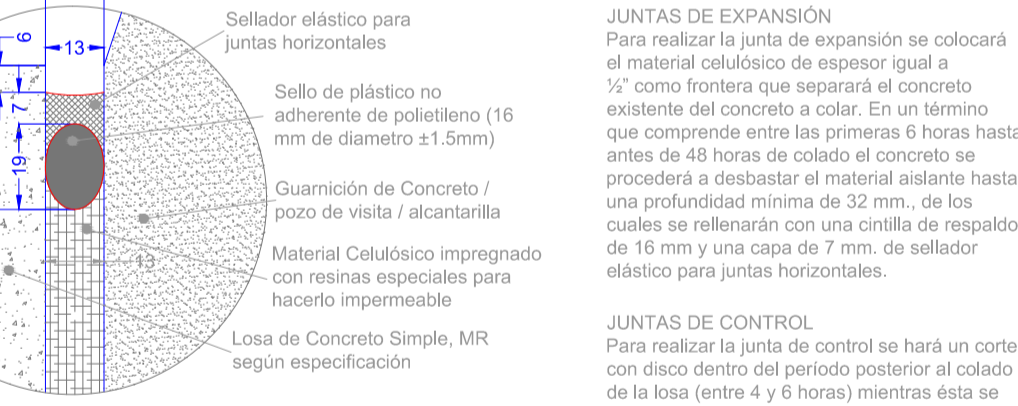 6
13
7
19
13
Sellador elástico para
juntas horizontales
Sello de plástico no
adherente de polietileno (16
mm de diametro ±1.5mm)
Guarnición de Concreto /
pozo de visita / alcantarilla
Material Celulósico impregnado
con resinas especiales para
hacerlo impermeable
Losa de Concreto Simple, MR
según especificación
JUNTAS DE EXPANSIÓN
Para realizar la junta de expansión se colocará
el material celulósico de espesor igual a
½” como frontera que separará el concreto
existente del concreto a colar. En un término
que comprende entre las primeras 6 horas hasta
antes de 48 horas de colado el concreto se
procederá a desbastar el material aislante hasta
una profundidad mínima de 32 mm., de los
cuales se rellenarán con una cintilla de respaldo
de 16 mm y una capa de 7 mm. de sellador
elástico para juntas horizontales.
JUNTAS DE CONTROL
Para realizar la junta de control se hará un corte
con disco dentro del período posterior al colado
de la losa (entre 4 y 6 horas) mientras ésta se